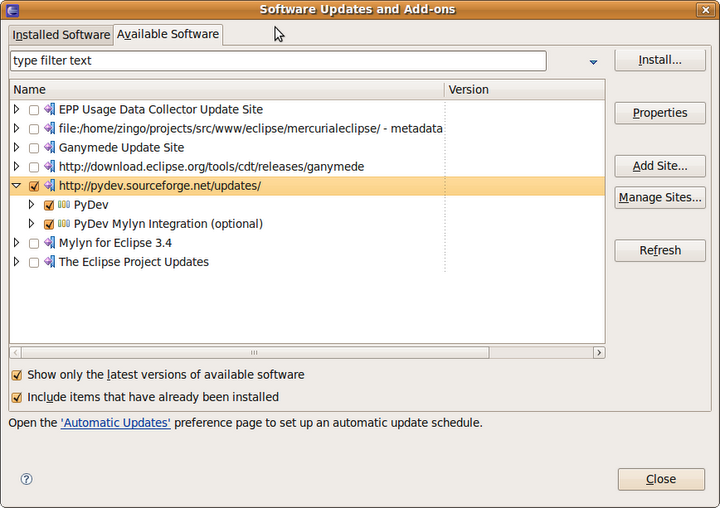 Software Updates and Add-ons
Installed Software
Available Software
type filter text
Install...
Name
Version
EPP Usage Data Collector Update Site
Properties
file:/home/zingo/projects/src/www/eclipse/mercurialeclipse/ - metadata
Ganymede Update Site
http://download.eclipse.org/tools/cdt/releases/ganymede
Add Site...
http://pydev.sourceforge.net/updates/
Manage Sites...
PyDev
PyDev Mylyn Integration (optional)
Mylyn for Eclipse 3.4
Refresh
The Eclipse Project Updates
Show only the latest versions of available software
Include items that have already been installed
Open the 'Automatic Updates' preference page to set up an automatic update schedule.
?
Close